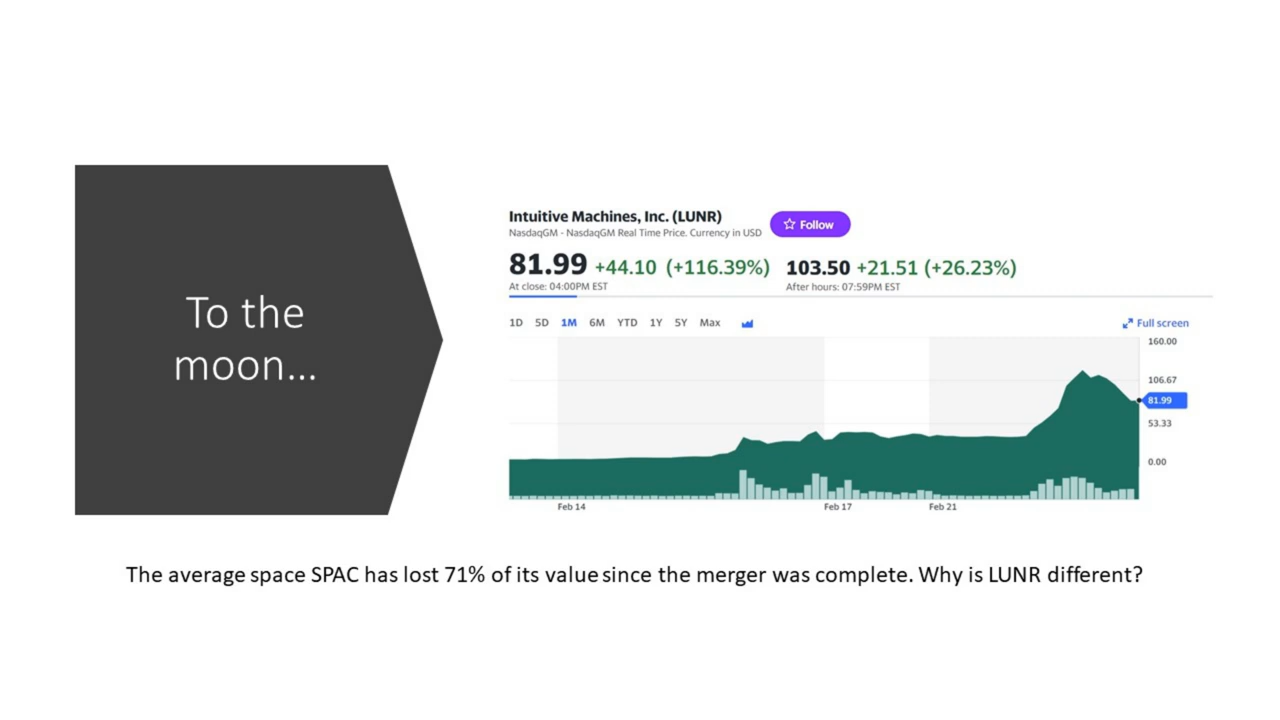 To the
moon...
Intuitive Machines, Inc. (LUNR)
Follow
NasdaqGM - NasdaqGM Real Time Price. Currency in USD
81.99 +44.10 (+116.39%) 103.50 +21.51 (+26.23%)
At close: 04:00PM EST After hours: 07:59PM EST
1D 5D 1M 6M YTD 1Y 5Y Max Full screen
160.00
106.67
81.99
53.33
0.00
Feb 14 Feb 17 Feb 21
The average space SPAC has lost 71% of its value since the merger was complete. Why is LUNR different?